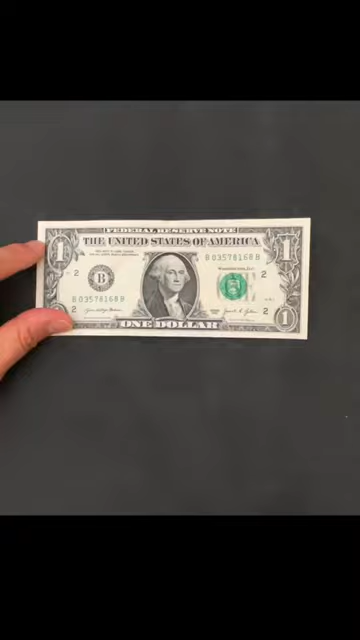 FEDERAL RESERVE NOTE
THE UNITED STATES OF AMERICA
1
1
B 03578168 B
2
2
B
B 03578168 B
2
2
ONE DOLLAR
1